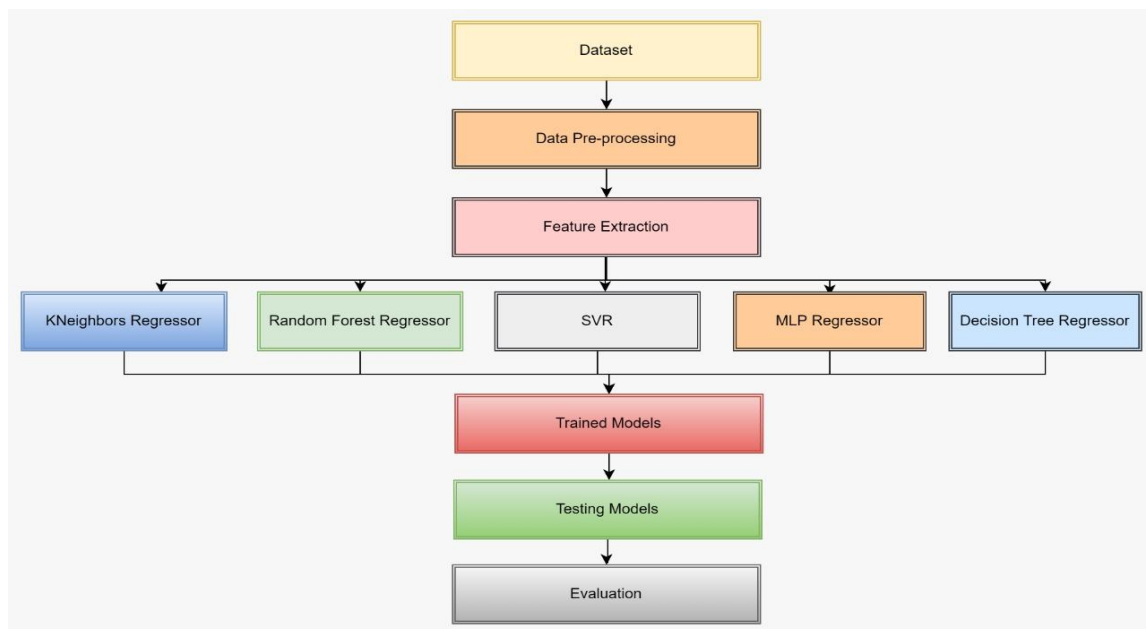 Dataset
Data Pre-processing
Feature Extraction
KNeighbors Regressor
Random Forest Regressor
SVR
MLP Regressor
Decision Tree Regressor
Trained Models
Testing Models
Evaluation